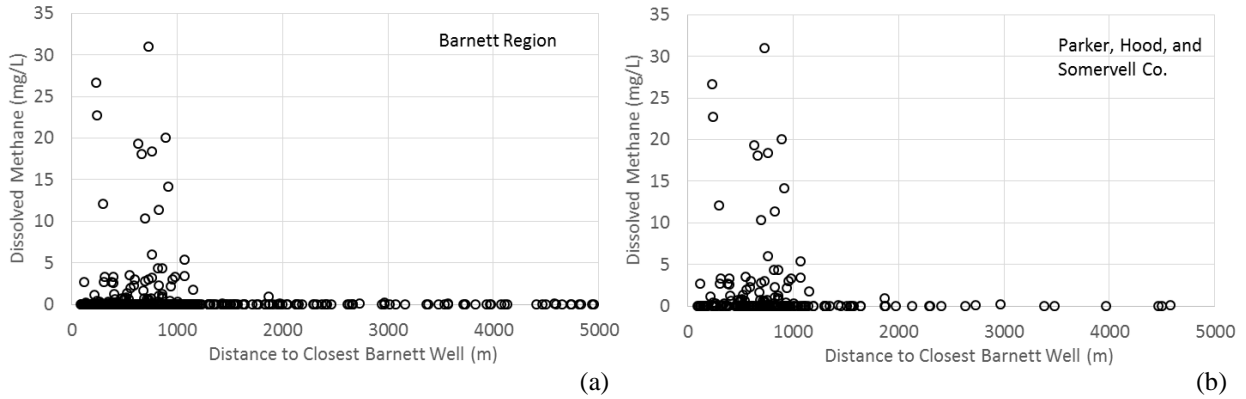 35
30
25
20
15
10
5
0
Dissolved Methane (mg/L)
Barnett Region
0 1000 2000 3000 4000 5000
Distance to Closest Barnett Well (m)
(a)
35
30
25
20
15
10
5
0
Dissolved Methane (mg/L)
Parker, Hood, and
Somervell Co.
0 1000 2000 3000 4000 5000
Distance to Closest Barnett Well (m)
(b)